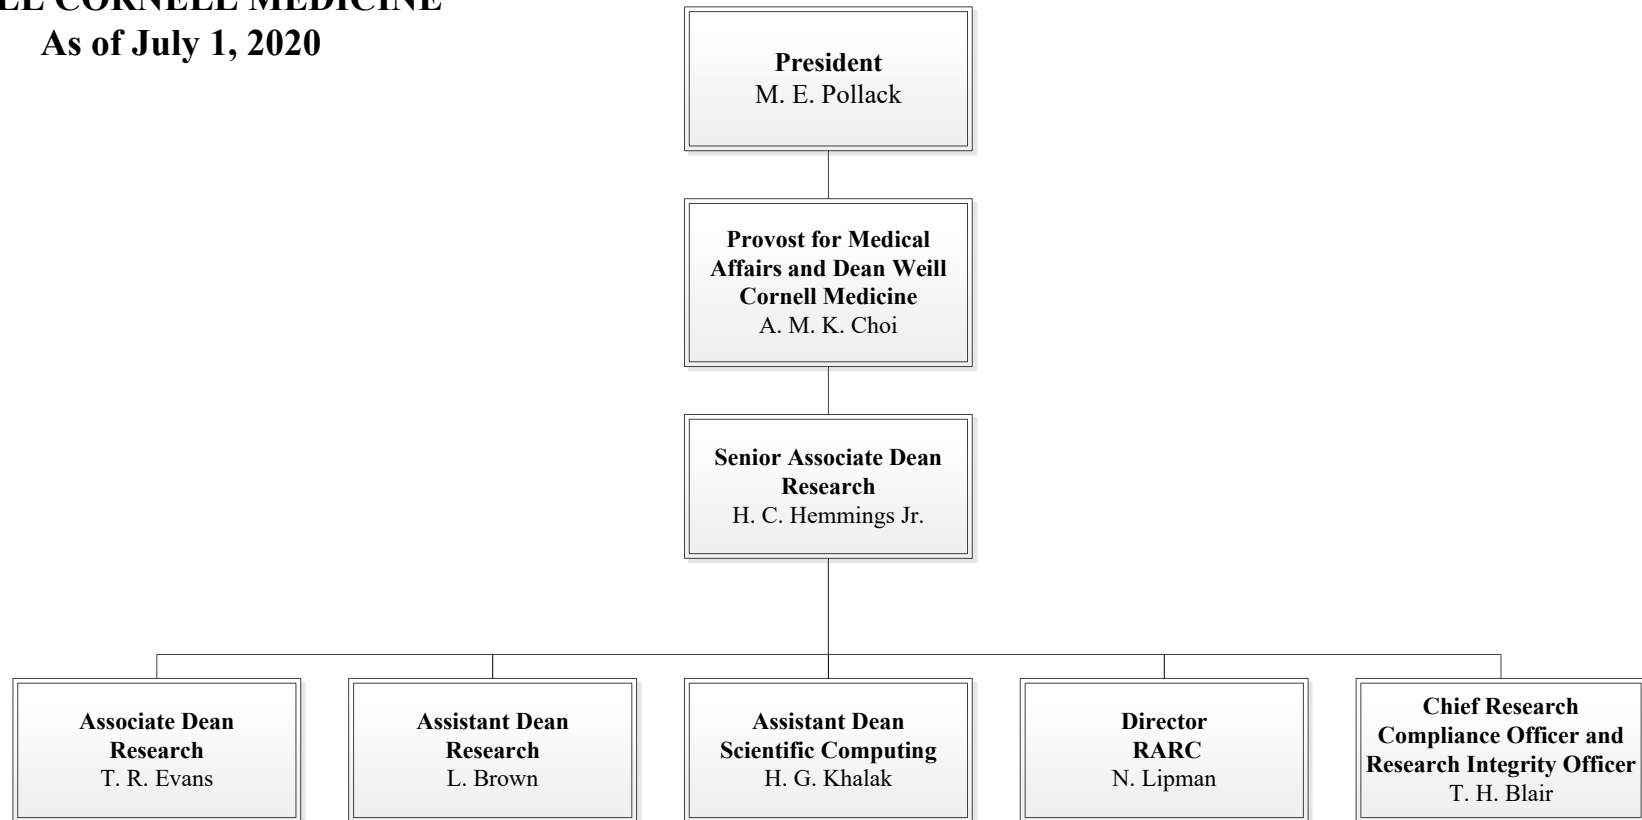 CORNELL MEDICINE
As of July 1, 2020
President
M. E. Pollack
Provost for Medical
Affairs and Dean Weill
Cornell Medicine
A. M. K. Choi
Senior Associate Dean
Research
H. C. Hemmings Jr.
Associate Dean
Research
T. R. Evans
Assistant Dean
Research
L. Brown
Assistant Dean
Scientific Computing
H. G. Khalak
Director
RARC
N. Lipman
Chief Research
Compliance Officer and
Research Integrity Officer
T. H. Blair